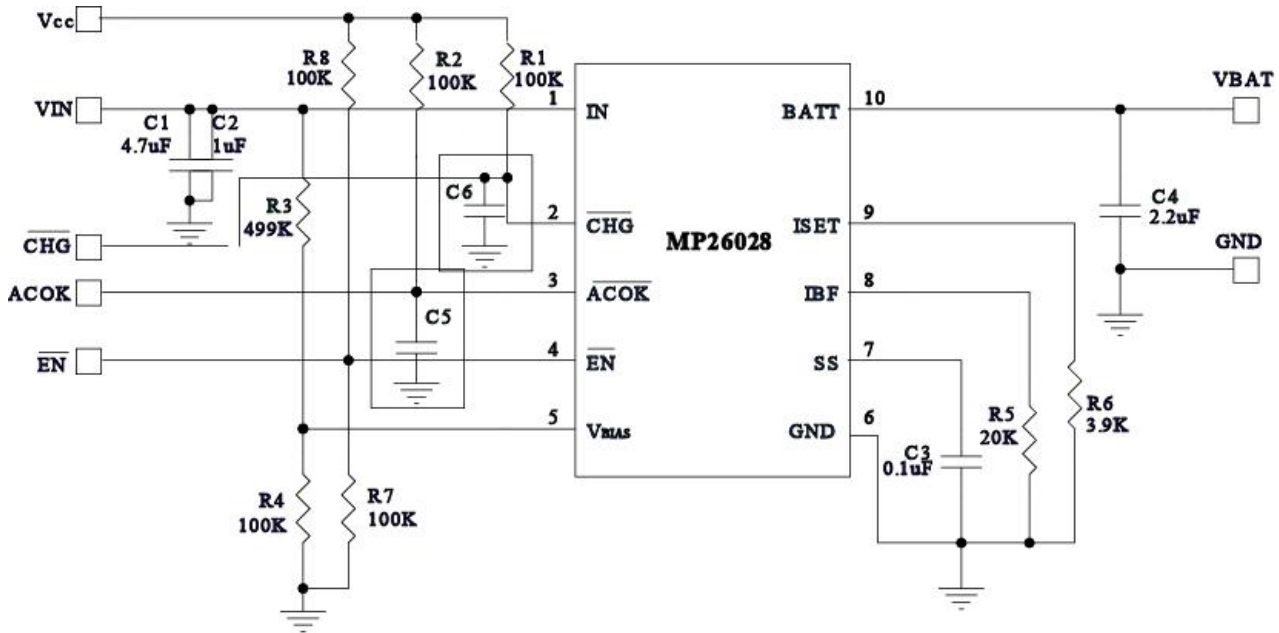 Vcc
R8
100K
R2
100K
R1
100K
VIN
C1
4.7uF
C2
1uF
1
IN
BATT
10
VBAT
R3
499K
C6
C4
2.2uF
CHG
2
CHG
MP26028
ISET
9
GND
ACOK
3
ACOK
IBF
8
C5
EN
4
EN
SS
7
R5
20K
R6
3.9K
5
VBIAS
GND
6
C3
0.1uF
R4
100K
R7
100K